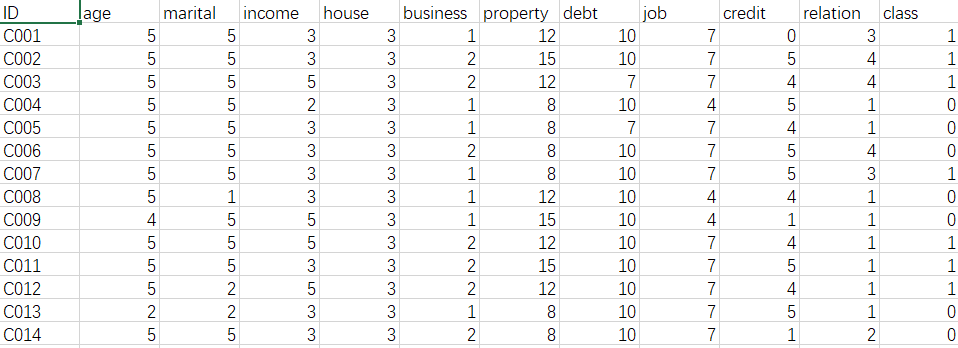 ID age marital income house business property debt job credit relation class
C001 5 5 3 3 1 12 10 7 0 3 1
C002 5 5 3 3 2 15 10 7 5 4 1
C003 5 5 5 3 2 12 7 7 4 4 1
C004 5 5 2 3 1 8 10 4 5 1 0
C005 5 5 3 3 1 8 7 7 4 1 0
C006 5 5 3 3 2 8 10 7 5 4 0
C007 5 5 3 3 1 8 10 7 5 3 1
C008 5 1 3 3 1 12 10 4 4 1 0
C009 4 5 5 3 1 15 10 4 1 1 0
C010 5 5 5 3 2 12 10 7 4 1 1
C011 5 5 3 3 2 15 10 7 5 1 1
C012 5 2 5 3 2 12 10 7 4 1 1
C013 2 2 3 3 1 8 10 7 5 1 0
C014 5 5 3 3 2 8 10 7 1 2 0